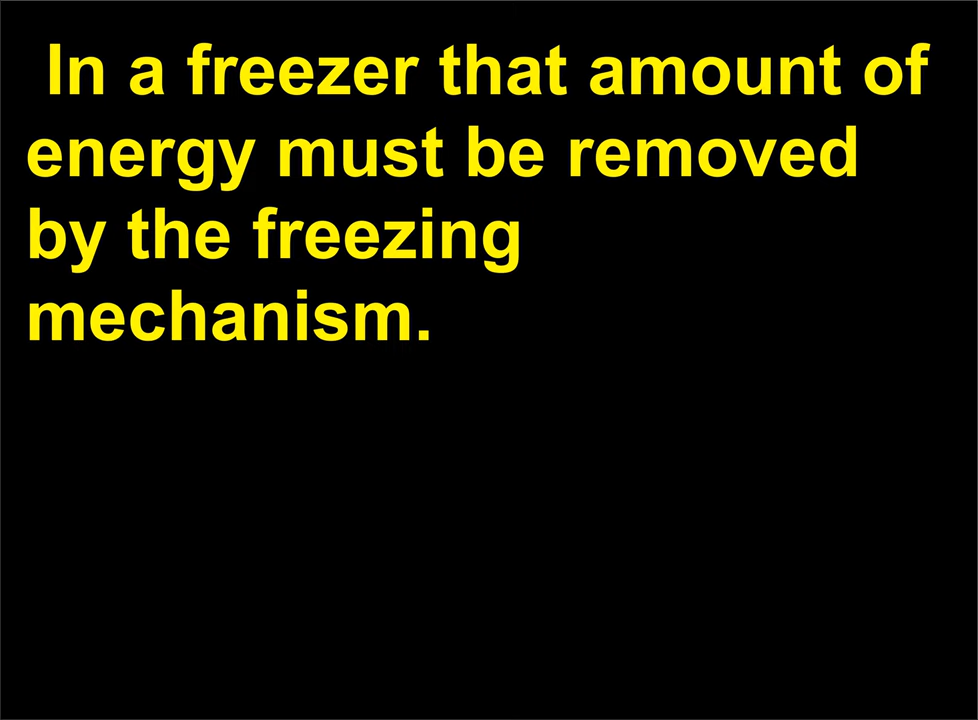 In a freezer that amount of
energy must be removed
by the freezing
mechanism.